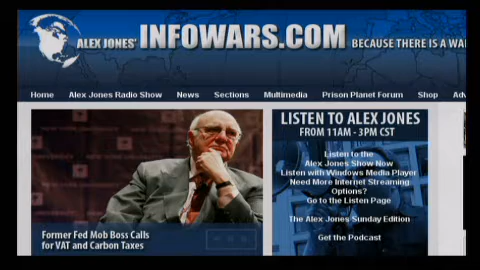 ALEX JONES' INFOWARS.COM BECAUSE THERE IS A WA
Home Alex Jones Radio Show News Sections Multimedia Prison Planet Forum Shop
LISTEN TO ALEX JONES
FROM 11AM - 3PM CST
Listen to the
Alex Jones Show Now
Listen with Windows Media Player
Need More Internet Streaming
Options?
Go to the Listen Page
The Alex Jones Sunday Edition
Get the Podcast
Former Fed Mob Boss Calls
for VAT and Carbon Taxes